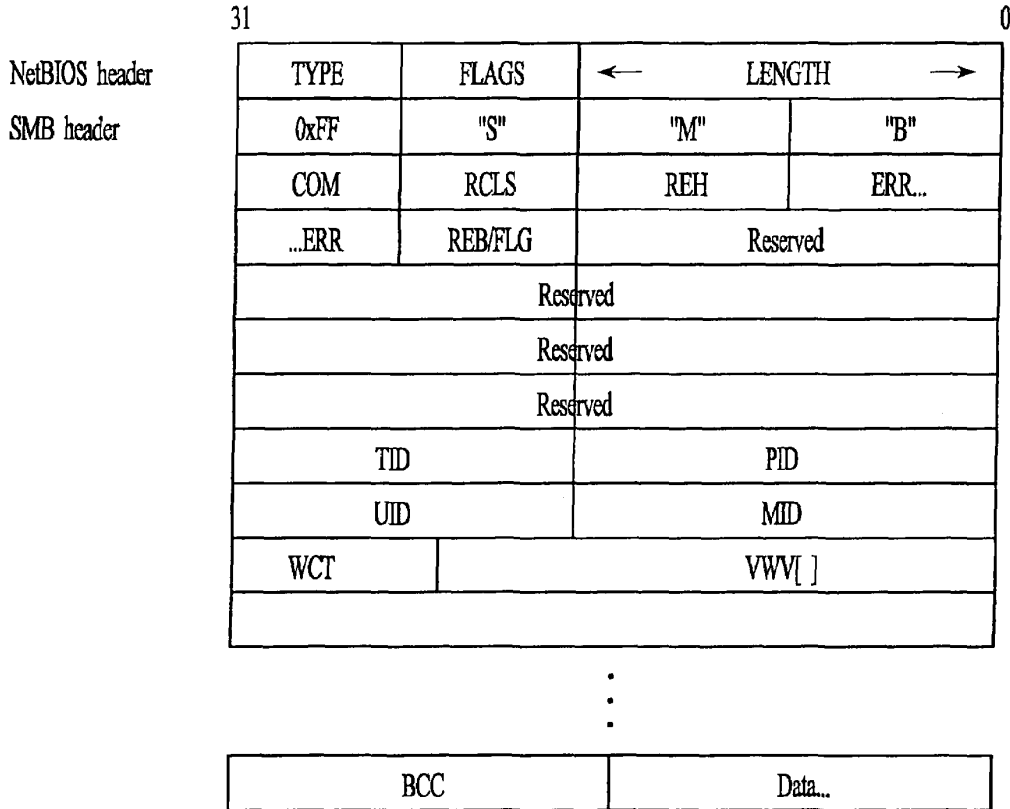 31 0
NetBIOS header TYPE FLAGS ← LENGTH →
SMB header 0xFF "S" "M" "B"
COM RCLS REH ERR...
...ERR REB/FLG Reserved
Reserved
Reserved
Reserved
TID PID
UID MID
WCT VWV[ ]
BCC Data...